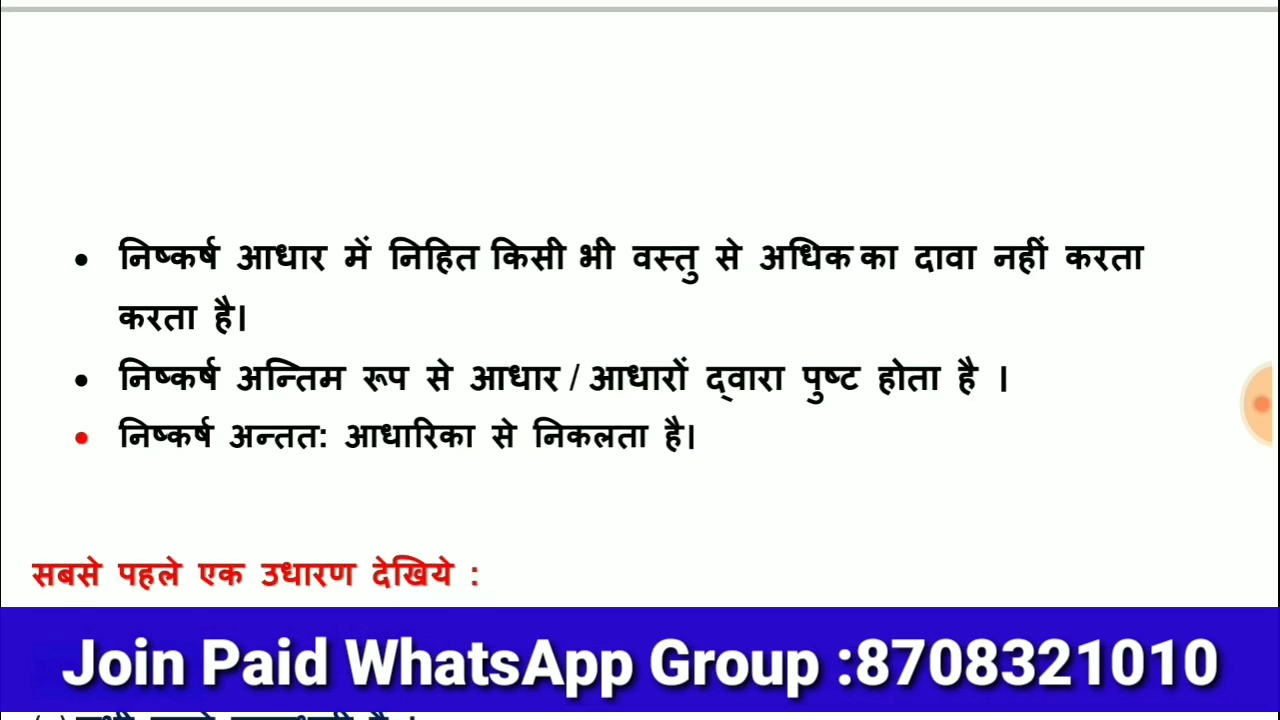 • निष्कर्ष आधार में निहित किसी भी वस्तु से अधिक का दावा नहीं करता
करता है।
• निष्कर्ष अन्तिम रूप से आधार / आधारों द्वारा पुष्ट होता है ।
• निष्कर्ष अन्तत: आधारिका से निकलता है।
सबसे पहले एक उधारण देखिये :
Join Paid WhatsApp Group :8708321010